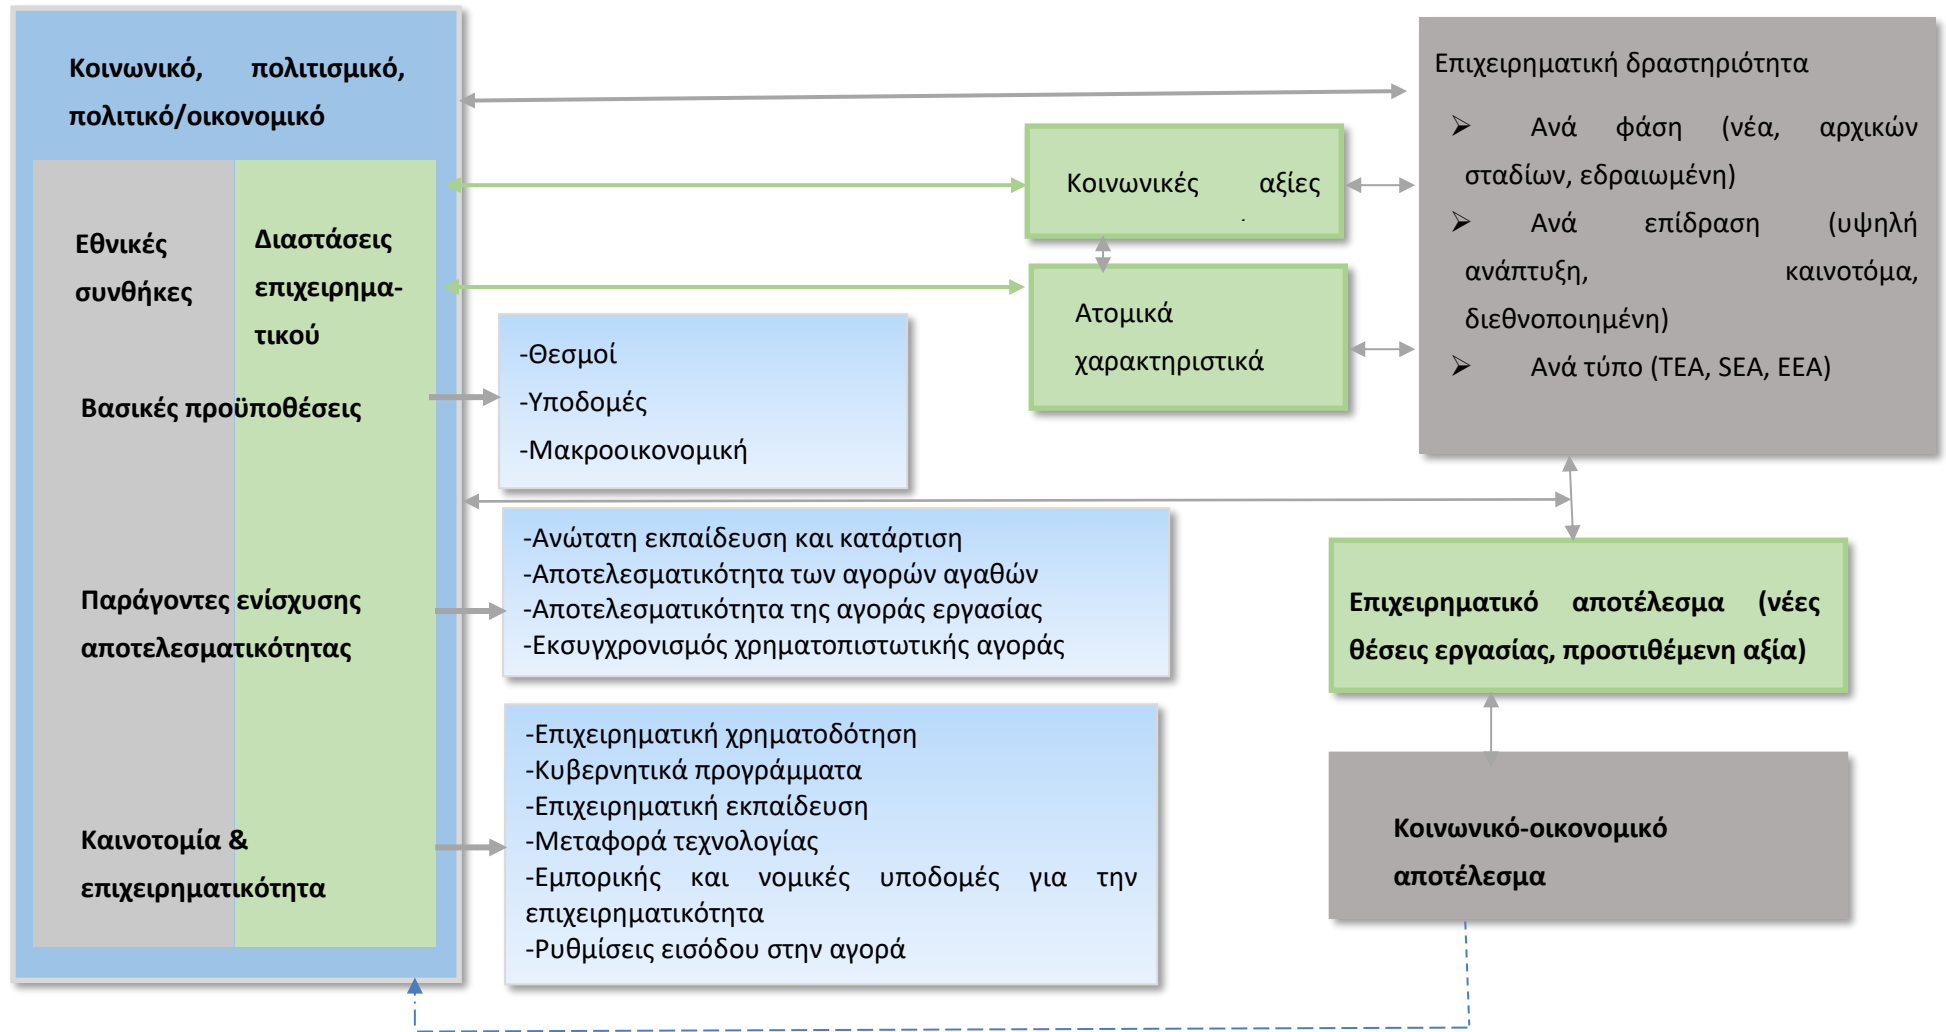 Κοινωνικό, πολιτισμικό,
πολιτικό/οικονομικό
Εθνικές
συνθήκες
Διαστάσεις
επιχειρημα-
τικού
Βασικές προϋποθέσεις
Παράγοντες ενίσχυσης
αποτελεσματικότητας
Καινοτομία &
επιχειρηματικότητα
-Θεσμοί
-Υποδομές
-Μακροοικονομική
-Ανώτατη εκπαίδευση και κατάρτιση
-Αποτελεσματικότητα των αγορών αγαθών
-Αποτελεσματικότητα της αγοράς εργασίας
-Εκσυγχρονισμός χρηματοπιστωτικής αγοράς
-Επιχειρηματική χρηματοδότηση
-Κυβερνητικά προγράμματα
-Επιχειρηματική εκπαίδευση
-Μεταφορά τεχνολογίας
-Εμπορικής και νομικές υποδομές για την
επιχειρηματικότητα
-Ρυθμίσεις εισόδου στην αγορά
Κοινωνικές αξίες
Ατομικά
χαρακτηριστικά
Επιχειρηματική δραστηριότητα
➢ Ανά φάση (νέα, αρχικών
σταδίων, εδραιωμένη)
➢ Ανά επίδραση (υψηλή
ανάπτυξη, καινοτόμα,
διεθνοποιημένη)
➢ Ανά τύπο (TEA, SEA, EEA)
Επιχειρηματικό αποτέλεσμα (νέες
θέσεις εργασίας, προστιθέμενη αξία)
Κοινωνικό-οικονομικό
αποτέλεσμα